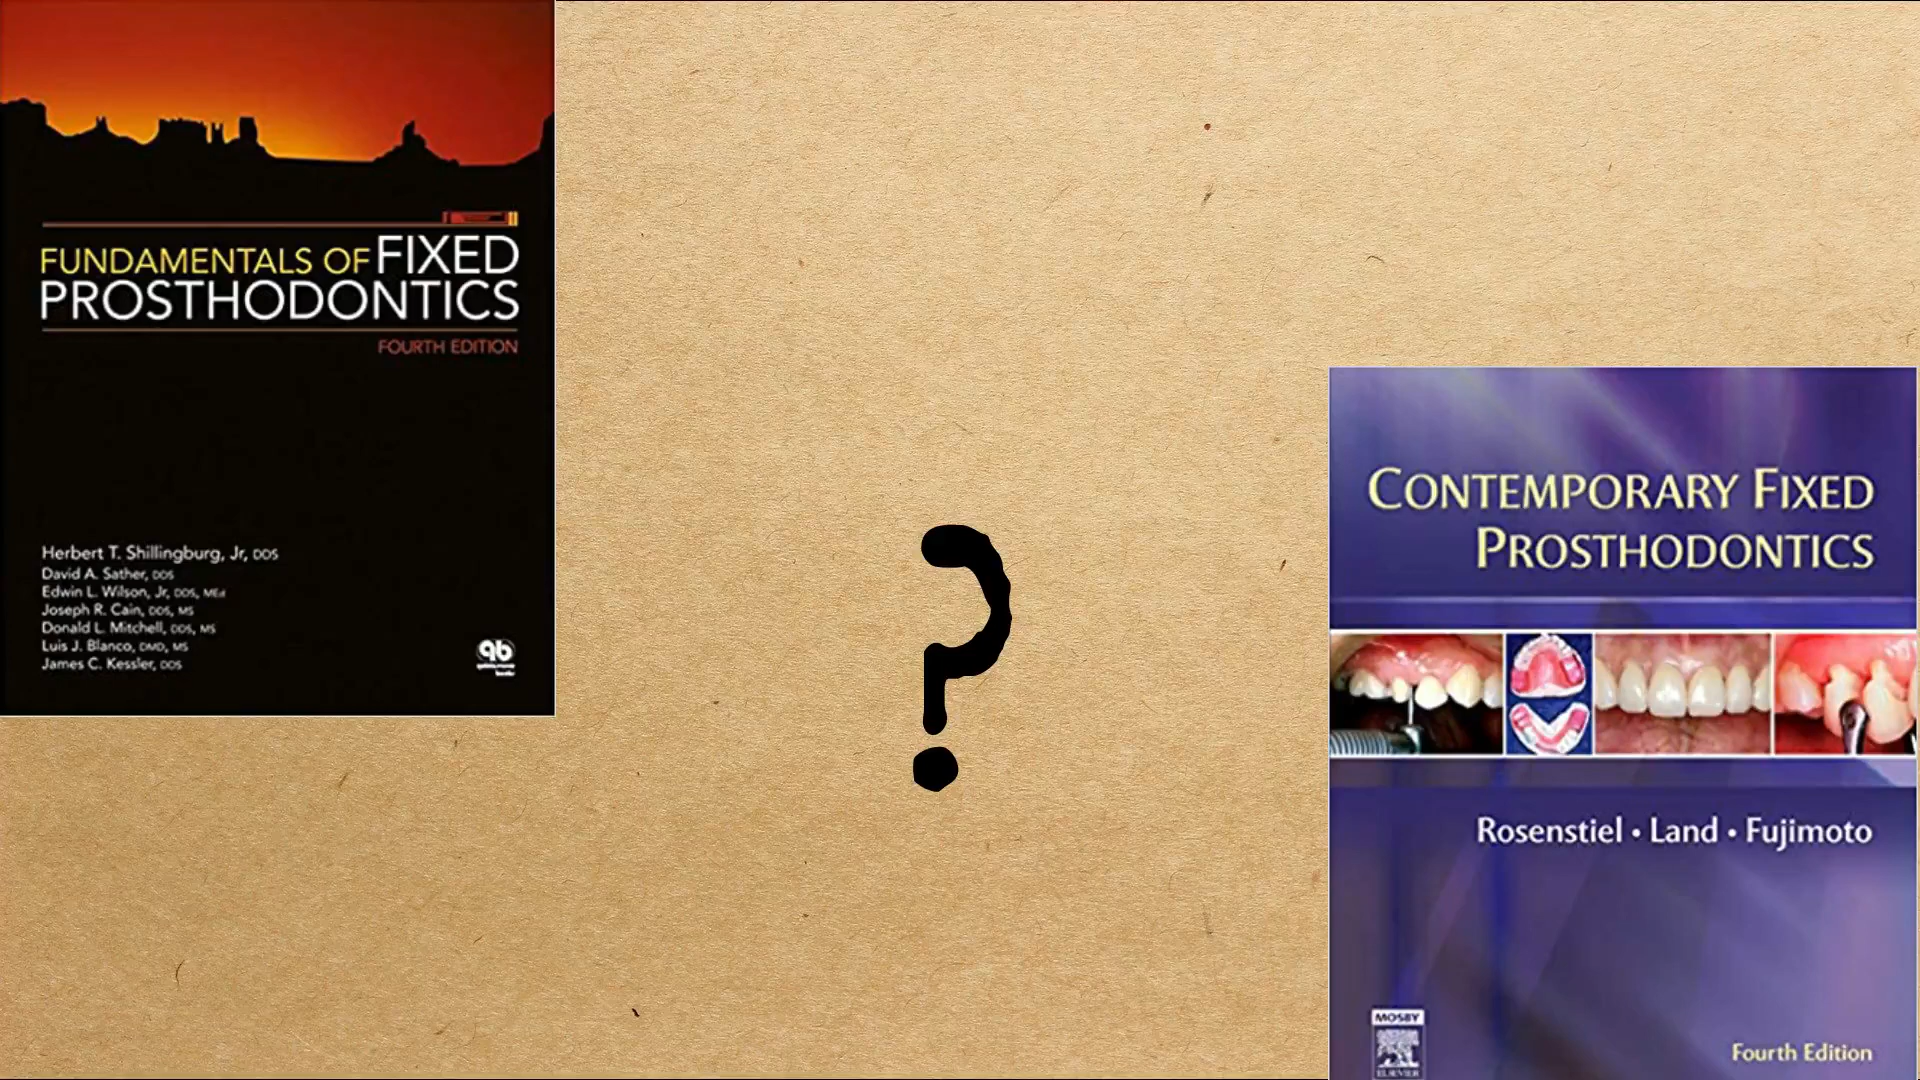 FUNDAMENTALS OF FIXED
PROSTHODONTICS
FOURTH EDITION
Herbert T. Shillingburg, Jr, DDS
David A. Sather, DDS
Edwin L. Wilson, Jr, DDS, MEd
Joseph R. Cain, DDS, MS
Donald L. Mitchell, DDS, MS
Luis J. Blanco, DMD, MS
James C. Kessler, DDS
?
CONTEMPORARY FIXED
PROSTHODONTICS
Rosenstiel • Land • Fujimoto
MOSBY
ELSEVIER
Fourth Edition